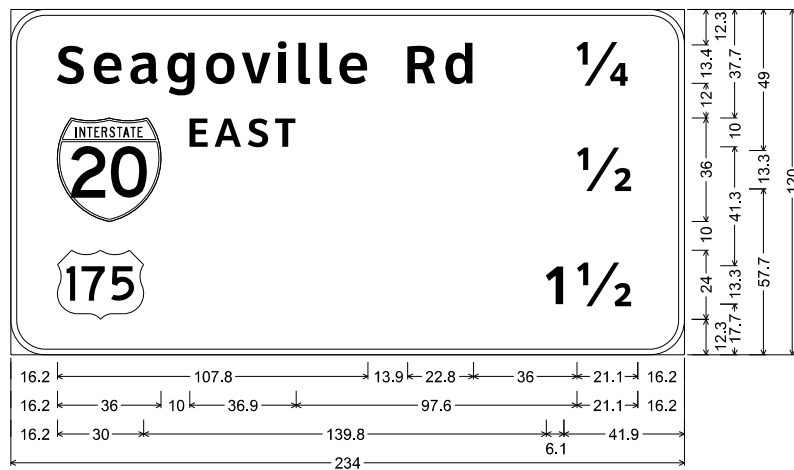 Seagoville Rd ¼
INTERSTATE
20 EAST ½
175 1½
16.2 107.8 13.9 22.8 36 21.1 16.2
16.2 36 10 36.9 97.6 21.1 16.2
16.2 30 139.8 6.1 41.9
234
12.3 13.4 12 36 10 24 12.3
37.7 10 41.3 13.3 17.7
49 13.3 57.7
120